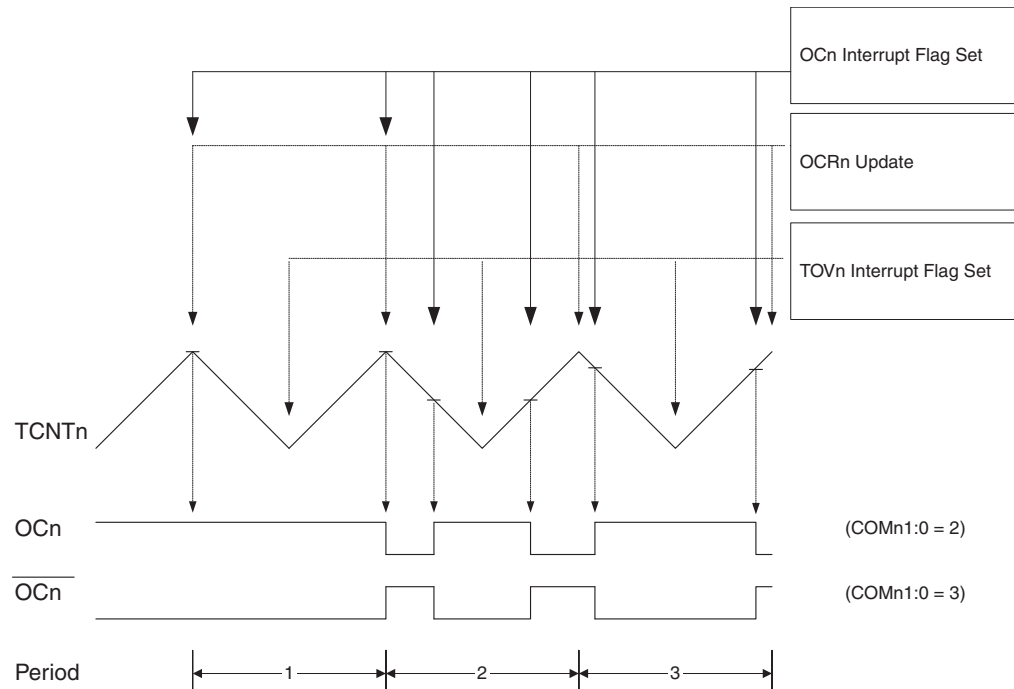 OCn Interrupt Flag Set
OCRn Update
TOVn Interrupt Flag Set
TCNTn
OCn
(COMn1:0 = 2)
OCn
(COMn1:0 = 3)
Period
1
2
3